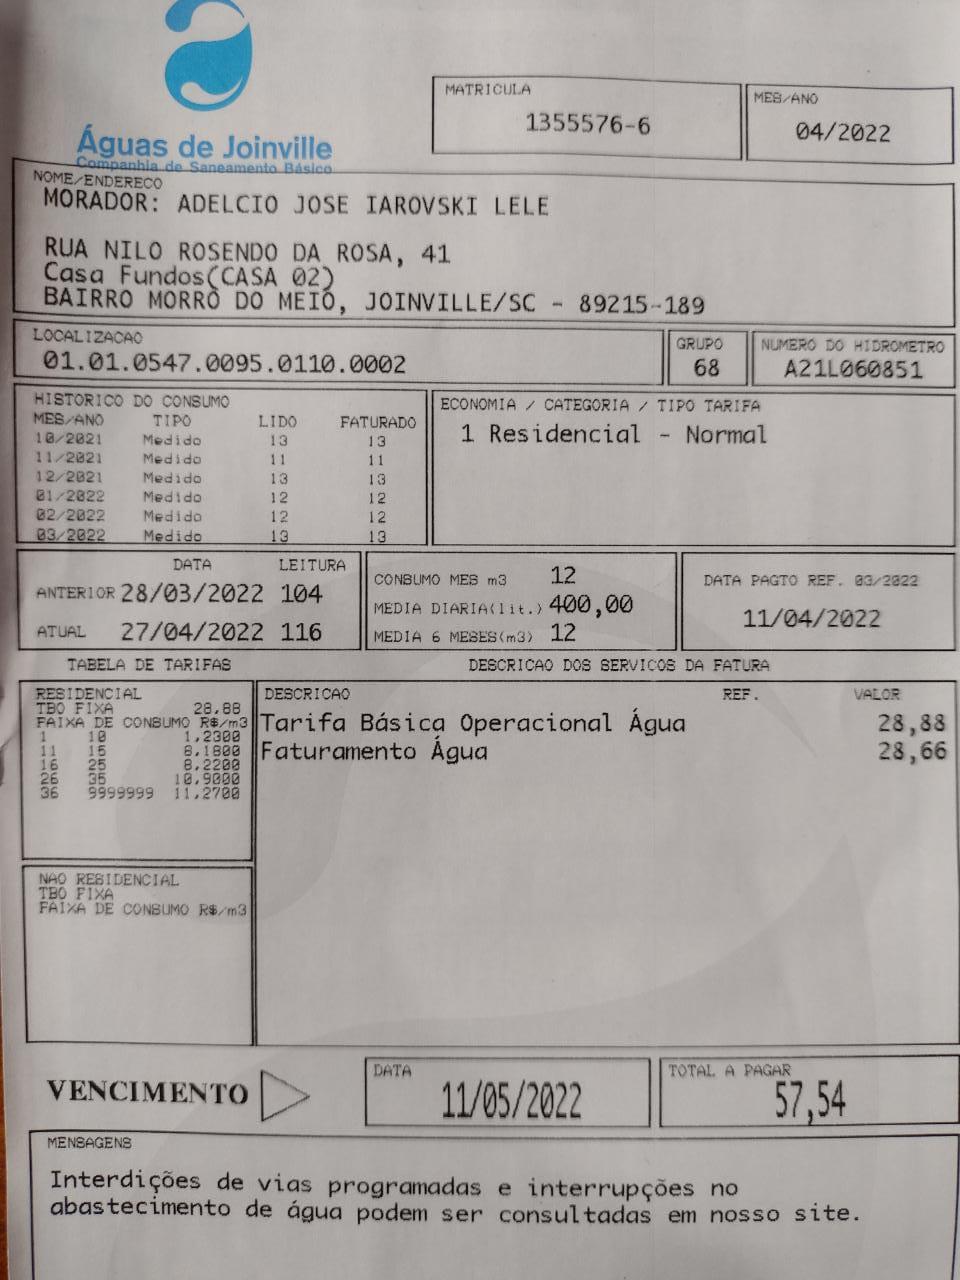 Águas de Joinville
Companhia de Saneamento Básico
MATRICULA
1355576-6
MES/ANO
04/2022
NOME/ENDERECO
MORADOR: ADELCIO JOSE IAROVSKI LELE
RUA NILO ROSENDO DA ROSA, 41
Casa Fundos(CASA 02)
BAIRRO MORRO DO MEIO, JOINVILLE/SC - 89215-189
LOCALIZACAO
01.01.0547.0095.0110.0002
GRUPO
68
NUMERO DO HIDROMETRO
A21L060851
HISTORICO DO CONSUMO
MES/ANO TIPO LIDO FATURADO
10/2021 Medido 13 13
11/2021 Medido 11 11
12/2021 Medido 13 13
01/2022 Medido 12 12
02/2022 Medido 12 12
03/2022 Medido 13 13
ECONOMIA / CATEGORIA / TIPO TARIFA
1 Residencial - Normal
DATA LEITURA
ANTERIOR 28/03/2022 104
ATUAL 27/04/2022 116
CONSUMO MES m3 12
MEDIA DIARIA(lit.) 400,00
MEDIA 6 MESES(m3) 12
DATA PAGTO REF. 03/2022
11/04/2022
TABELA DE TARIFAS
RESIDENCIAL
TBO FIXA 28.88
FAIXA DE CONSUMO R$/m3
1 10 1,2300
11 15 8,1800
16 25 8,2200
26 35 10,9000
36 9999999 11,2700
NAO RESIDENCIAL
TBO FIXA
FAIXA DE CONSUMO R$/m3
DESCRICAO DOS SERVICOS DA FATURA
DESCRICAO REF. VALOR
Tarifa Básica Operacional Água 28,88
Faturamento Água 28,66
VENCIMENTO
DATA
11/05/2022
TOTAL A PAGAR
57,54
MENSAGENS
Interdições de vias programadas e interrupções no
abastecimento de água podem ser consultadas em nosso site.